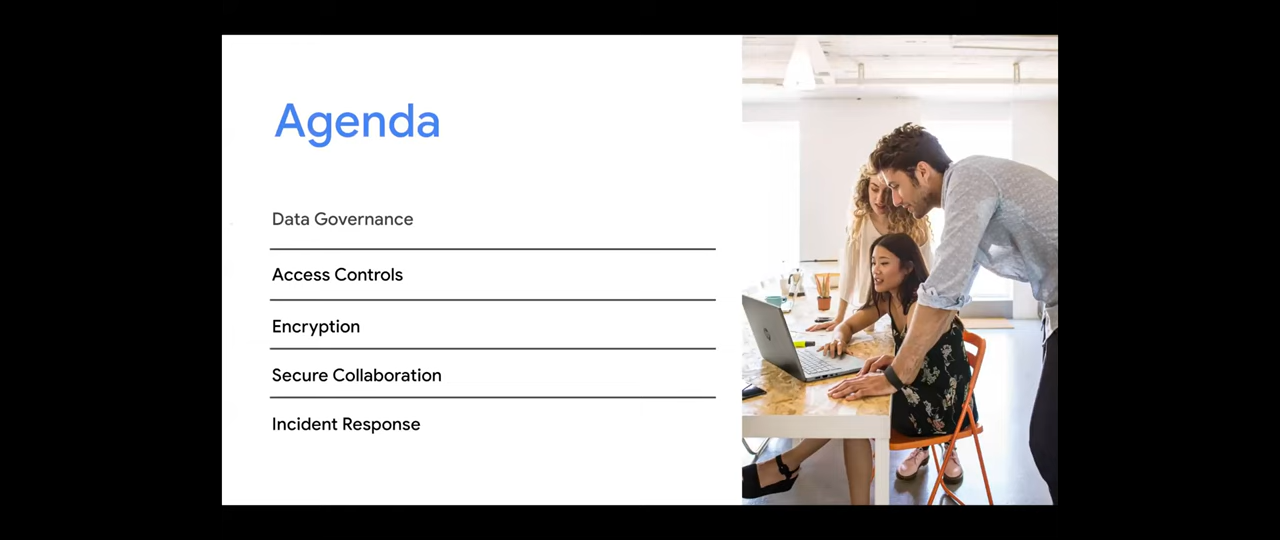 Agenda
Data Governance
Access Controls
Encryption
Secure Collaboration
Incident Response